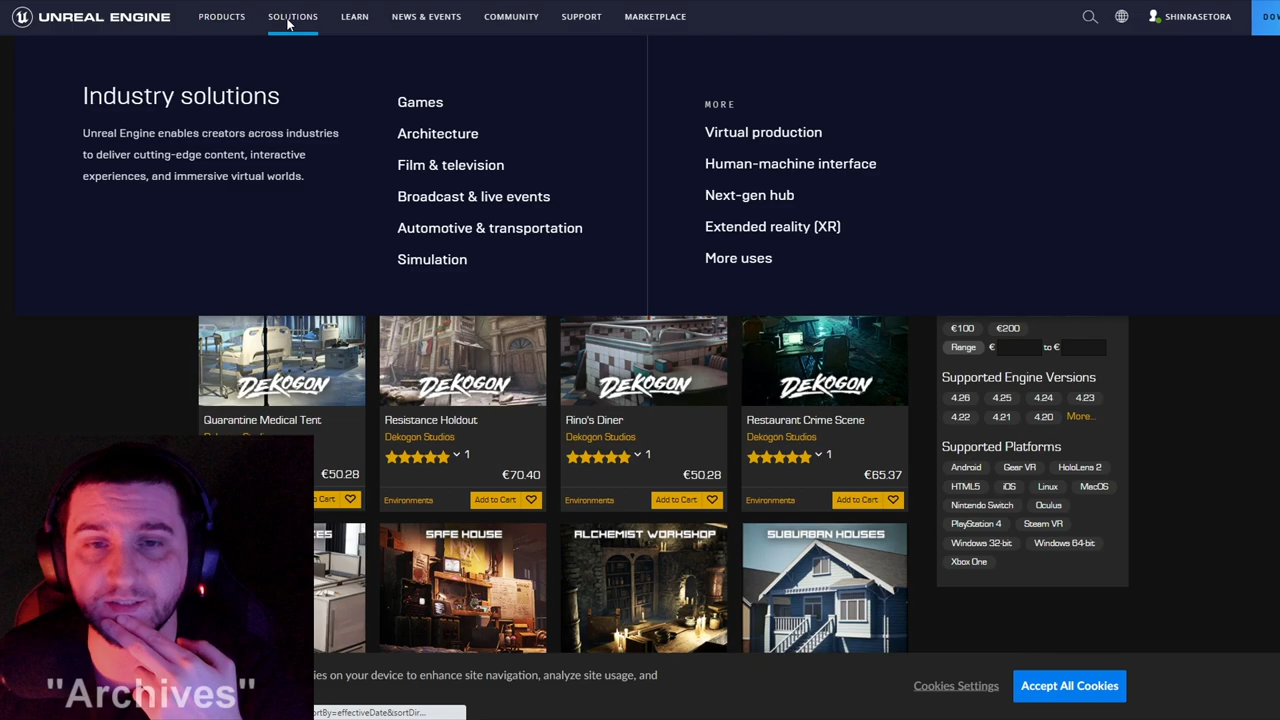 UNREAL ENGINE
PRODUCTS
SOLUTIONS
LEARN
NEWS & EVENTS
COMMUNITY
SUPPORT
MARKETPLACE
SHINRASETORA
DO
Industry solutions
Unreal Engine enables creators across industries
to deliver cutting-edge content, interactive
experiences, and immersive virtual worlds.
Games
Architecture
Film & television
Broadcast & live events
Automotive & transportation
Simulation
MORE
Virtual production
Human-machine interface
Next-gen hub
Extended reality (XR)
More uses
DEKOGON
DEKOGON
DEKOGON
DEKOGON
Quarantine Medical Tent
Resistance Holdout
Rino's Diner
Restaurant Crime Scene
Dekogon Studios
Dekogon Studios
Dekogon Studios
Dekogon Studios
1
1
1
€50.28
€70.40
€50.28
€65.37
to Cart
Environments
Add to Cart
Environments
Add to Cart
Environments
Add to Cart
SAFE HOUSE
ALCHEMIST WORKSHOP
SUBURBAN HOUSES
€100 €200
Range € to €
Supported Engine Versions
4.26 4.25 4.24 4.23
4.22 4.21 4.20 More...
Supported Platforms
Android Gear VR HoloLens 2
HTML5 iOS Linux MacOS
Nintendo Switch Oculus
PlayStation 4 Steam VR
Windows 32-bit Windows 64-bit
Xbox One
on your device to enhance site navigation, analyze site usage, and
Cookies Settings
Accept All Cookies
"Archives"
ortBy=effectiveDate&sortDir...